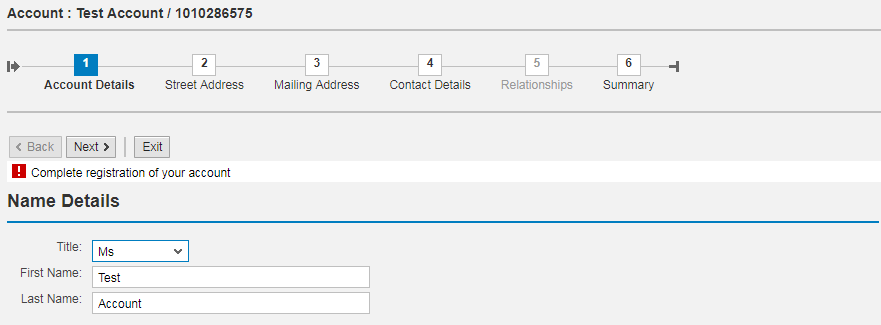 Account : Test Account / 1010286575
1 2 3 4 5 6
Account Details Street Address Mailing Address Contact Details Relationships Summary
Back Next Exit
! Complete registration of your account
Name Details
Title: Ms
First Name: Test
Last Name: Account